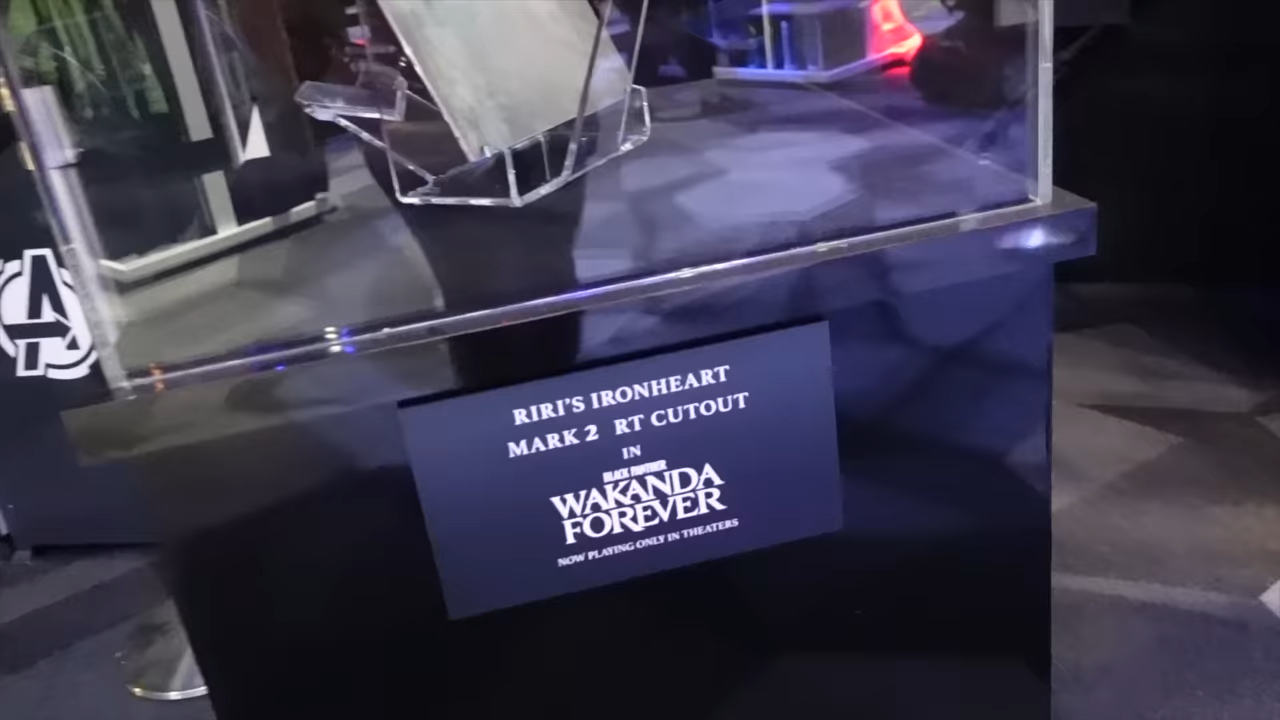 RIRI'S IRONHEART
MARK 2 RT CUTOUT
IN
BLACK PANTHER
WAKANDA
FOREVER
NOW PLAYING ONLY IN THEATERS